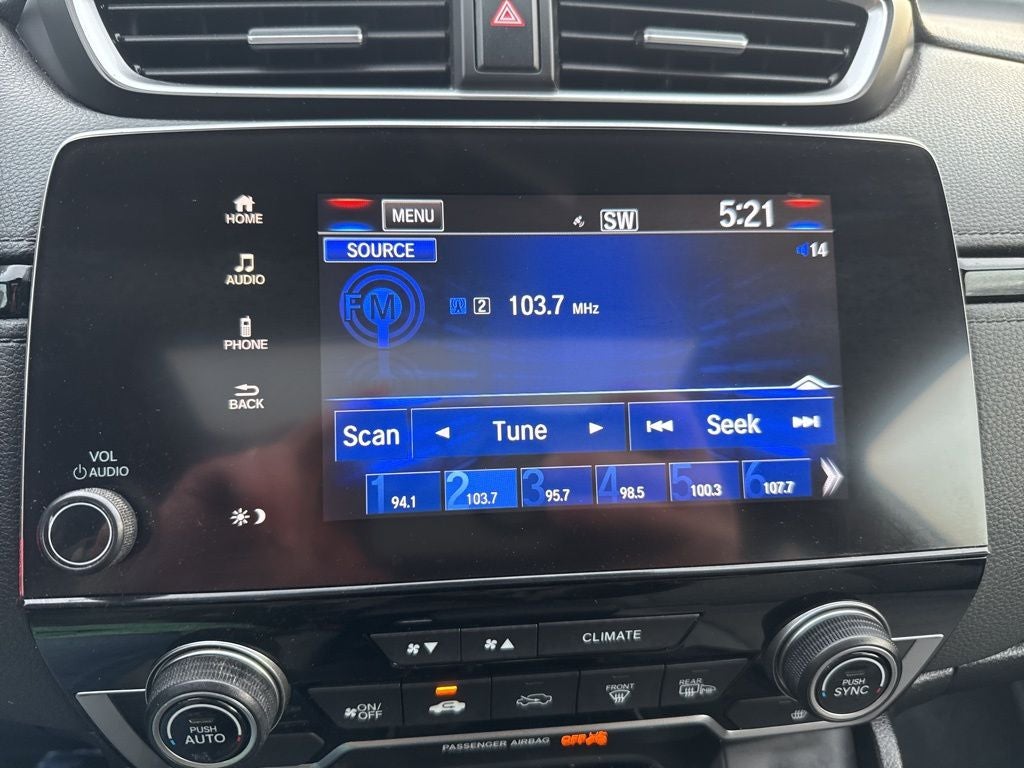 HOME
MENU
SW
5:21
SOURCE
14
AUDIO
FM
2 103.7 MHz
PHONE
BACK
Scan
Tune
Seek
VOL
AUDIO
1 94.1
2 103.7
3 95.7
4 98.5
5 100.3
6 107.7
CLIMATE
PUSH
AUTO
ON/
OFF
FRONT
REAR
PUSH
SYNC
PASSENGER AIRBAG OFF